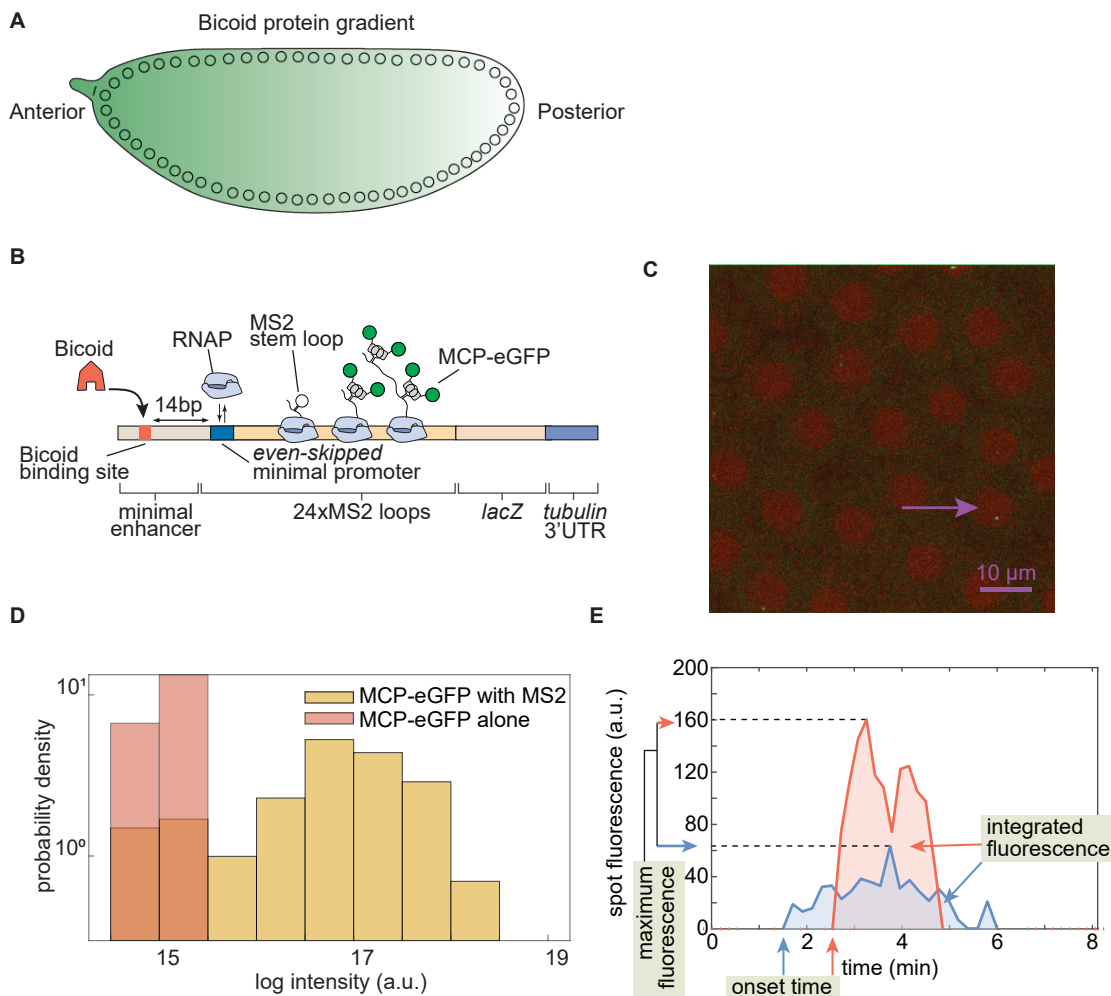 A
Bicoid protein gradient
Anterior
Posterior
B
Bicoid
RNAP
MS2
stem loop
MCP-eGFP
14bp
Bicoid
binding site
even-skipped
minimal promoter
minimal
enhancer
24xMS2 loops
lacZ
tubulin
3'UTR
C
10 μm
D
probability density
10¹
10⁰
MCP-eGFP with MS2
MCP-eGFP alone
15
17
19
log intensity (a.u.)
E
spot fluorescence (a.u.)
200
160
120
80
40
0
maximum
fluorescence
integrated
fluorescence
0
2
4
6
8
time (min)
onset time